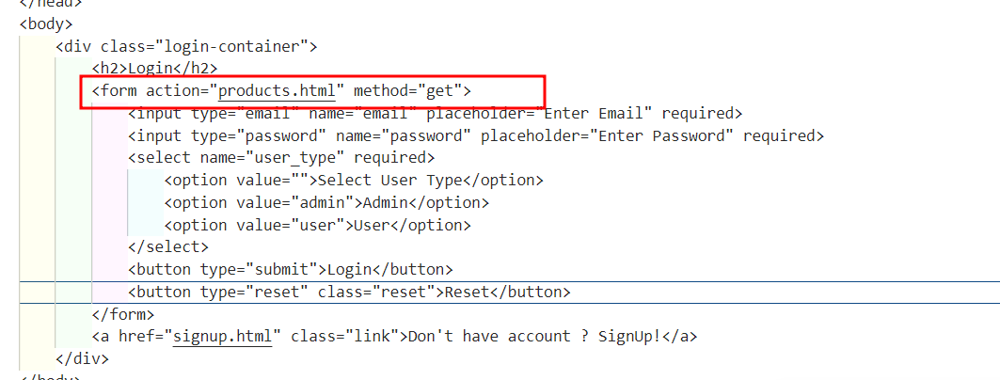 </head>
<body>
<div class="login-container">
<h2>Login</h2>
<form action="products.html" method="get">
<input type="email" name="email" placeholder="Enter Email" required>
<input type="password" name="password" placeholder="Enter Password" required>
<select name="user_type" required>
<option value="">Select User Type</option>
<option value="admin">Admin</option>
<option value="user">User</option>
</select>
<button type="submit">Login</button>
<button type="reset" class="reset">Reset</button>
</form>
<a href="signup.html" class="link">Don't have account ? SignUp!</a>
</div>
</body>